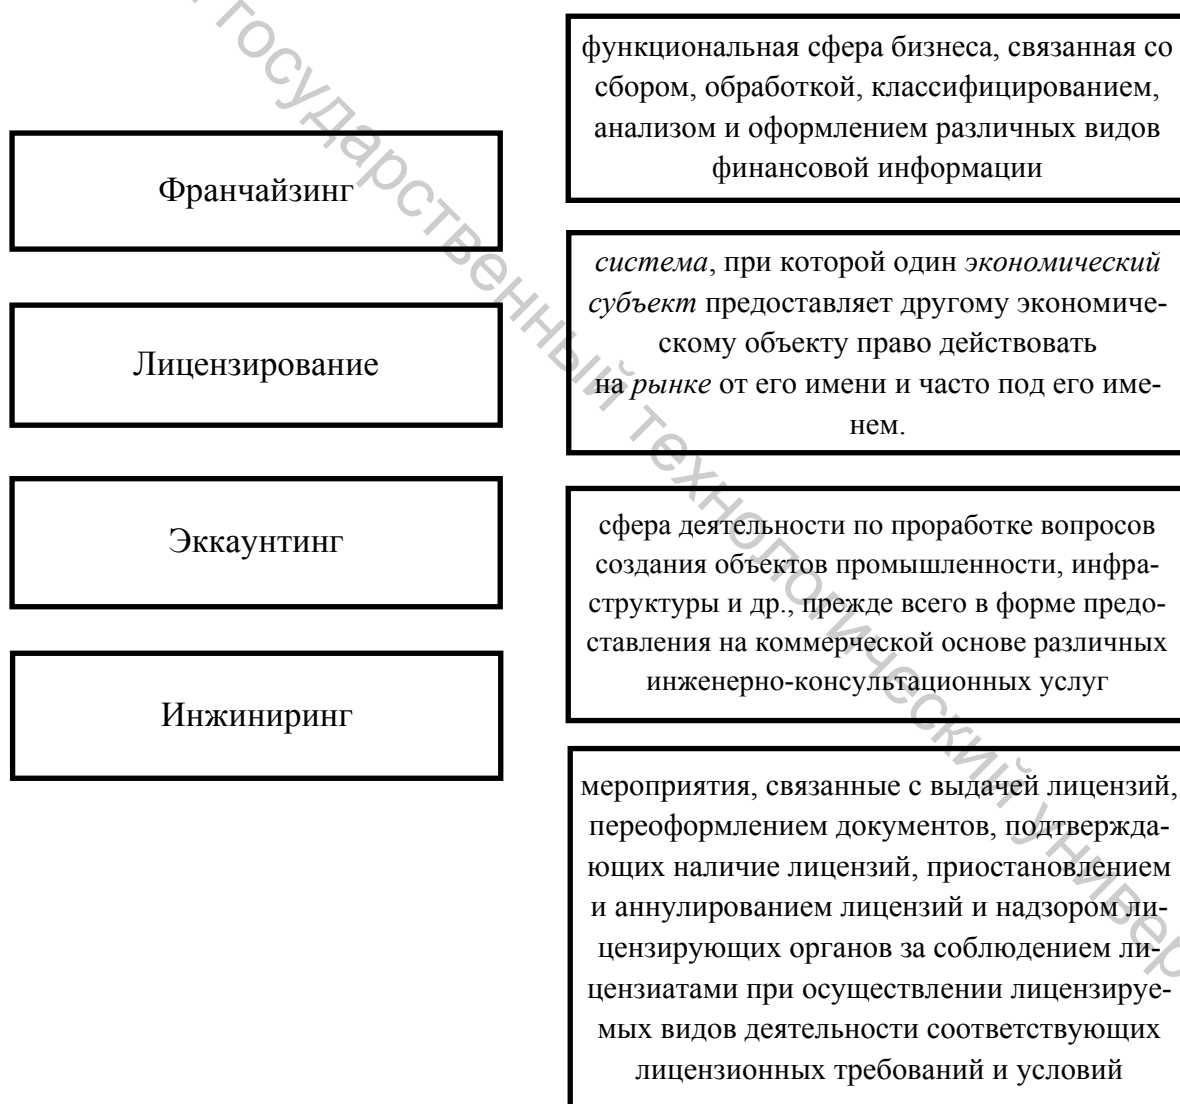 Франчайзинг
Лицензирование
Эккаунтинг
Инжиниринг
функциональная сфера бизнеса, связанная со
сбором, обработкой, классифицированием,
анализом и оформлением различных видов
финансовой информации
система, при которой один экономический
субъект предоставляет другому экономиче-
скому объекту право действовать
на рынке от его имени и часто под его име-
нем.
сфера деятельности по проработке вопросов
создания объектов промышленности, инфра-
структуры и др., прежде всего в форме предо-
ставления на коммерческой основе различных
инженерно-консультационных услуг
мероприятия, связанные с выдачей лицензий,
переоформлением документов, подтвержда-
ющих наличие лицензий, приостановлением
и аннулированием лицензий и надзором ли-
цензирующих органов за соблюдением ли-
цензиатами при осуществлении лицензируе-
мых видов деятельности соответствующих
лицензионных требований и условий
государственный технологический универ